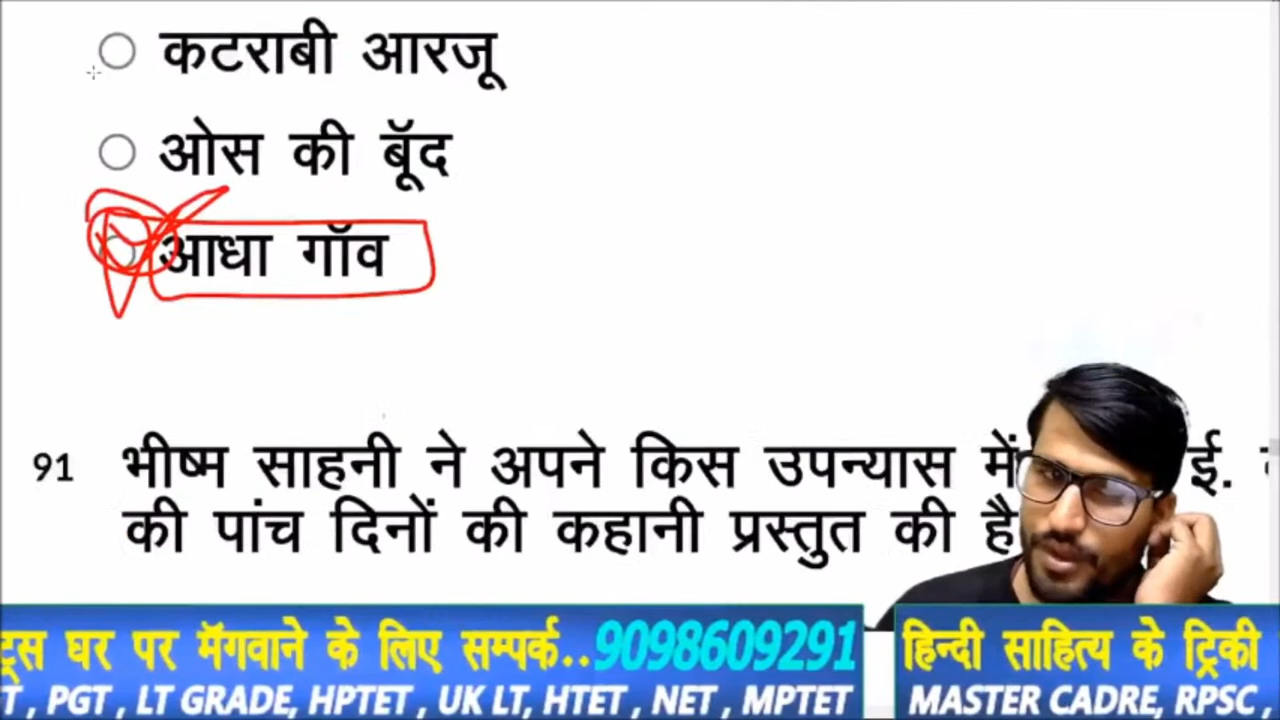 कटराबी आरजू
ओस की बूॅद
आधा गॉव
91 भीष्म साहनी ने अपने किस उपन्यास में ई.
की पांच दिनों की कहानी प्रस्तुत की है
घर पर मॅगवाने के लिए सम्पर्क..9098609291
हिन्दी साहित्य के ट्रिकी
, PGT , LT GRADE, HPTET , UK LT, HTET , NET , MPTET
MASTER CADRE, RPSC ,